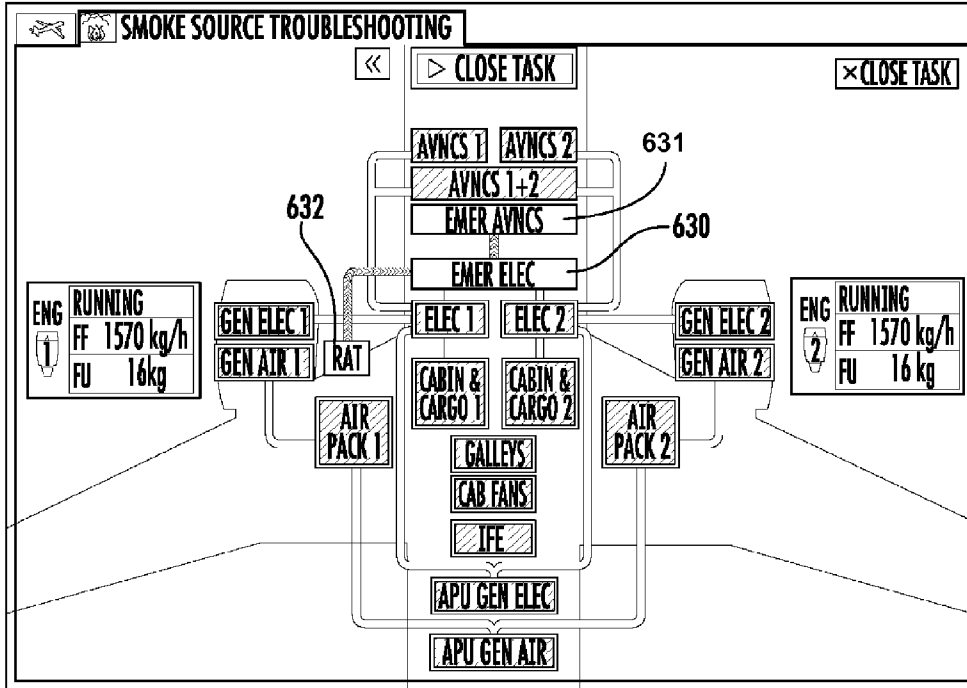 SMOKE SOURCE TROUBLESHOOTING
<< ▷ CLOSE TASK ×CLOSE TASK
AVNCS 1 AVNCS 2
631
AVNCS 1+2
EMER AVNCS
632
630
EMER ELEC
ENG 1
RUNNING
FF 1570 kg/h
FU 16kg
GEN ELEC 1
GEN AIR 1
RAT
ELEC 1 ELEC 2
GEN ELEC 2
GEN AIR 2
ENG 2
RUNNING
FF 1570 kg/h
FU 16 kg
CABIN &
CARGO 1
CABIN &
CARGO 2
AIR
PACK 1
AIR
PACK 2
GALLEYS
CAB FANS
IFE
APU GEN ELEC
APU GEN AIR